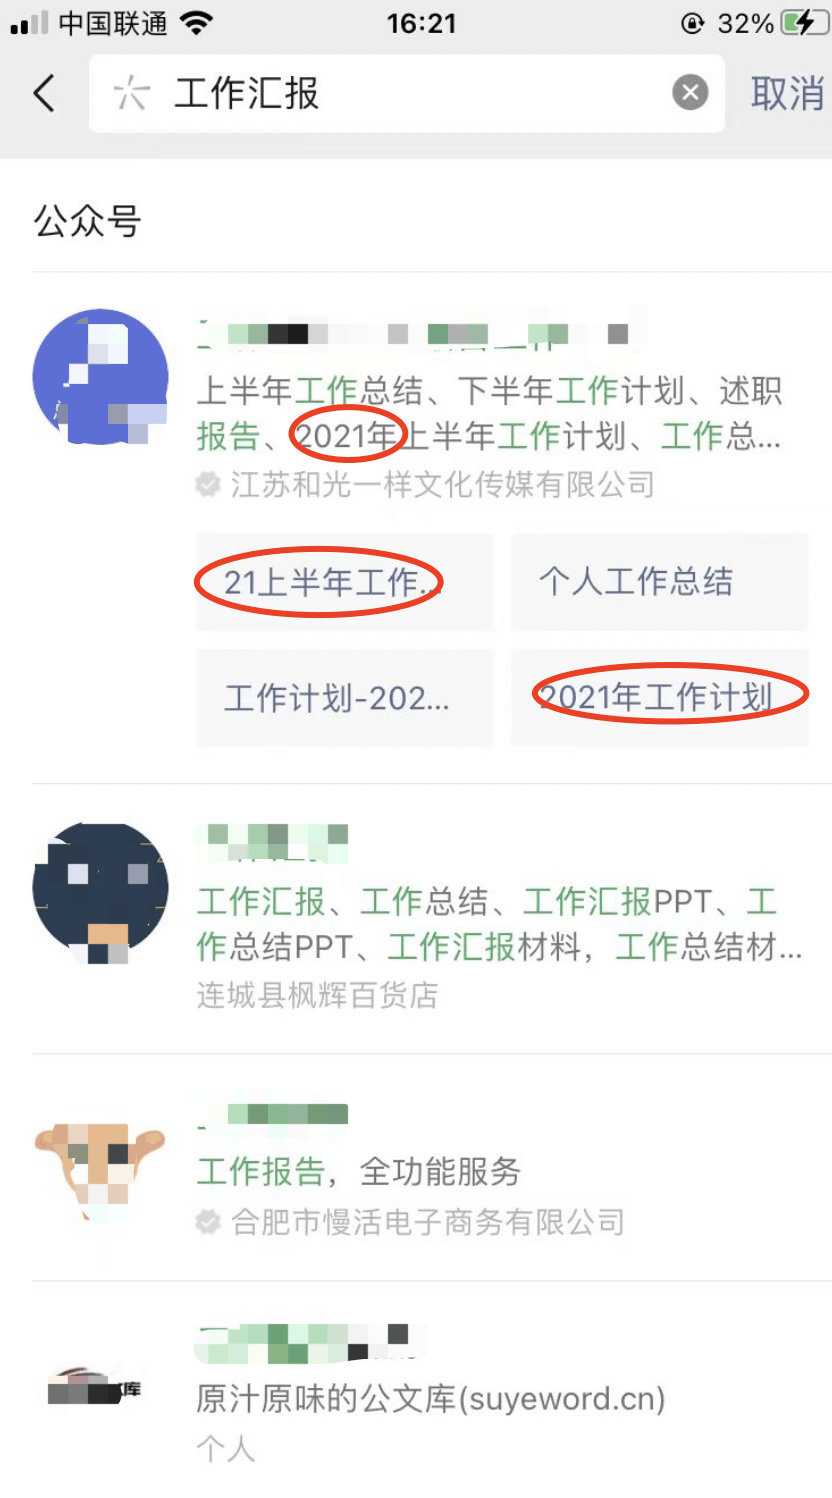 中国联通
16:21
32%
工作汇报
取消
公众号
上半年工作总结、下半年工作计划、述职
报告、2021年上半年工作计划、工作总...
江苏和光一样文化传媒有限公司
21上半年工作...
个人工作总结
工作计划-202...
2021年工作计划
工作汇报、工作总结、工作汇报PPT、工
作总结PPT、工作汇报材料，工作总结材...
连城县枫辉百货店
工作报告，全功能服务
合肥市慢活电子商务有限公司
库
原汁原味的公文库(suyeword.cn)
个人